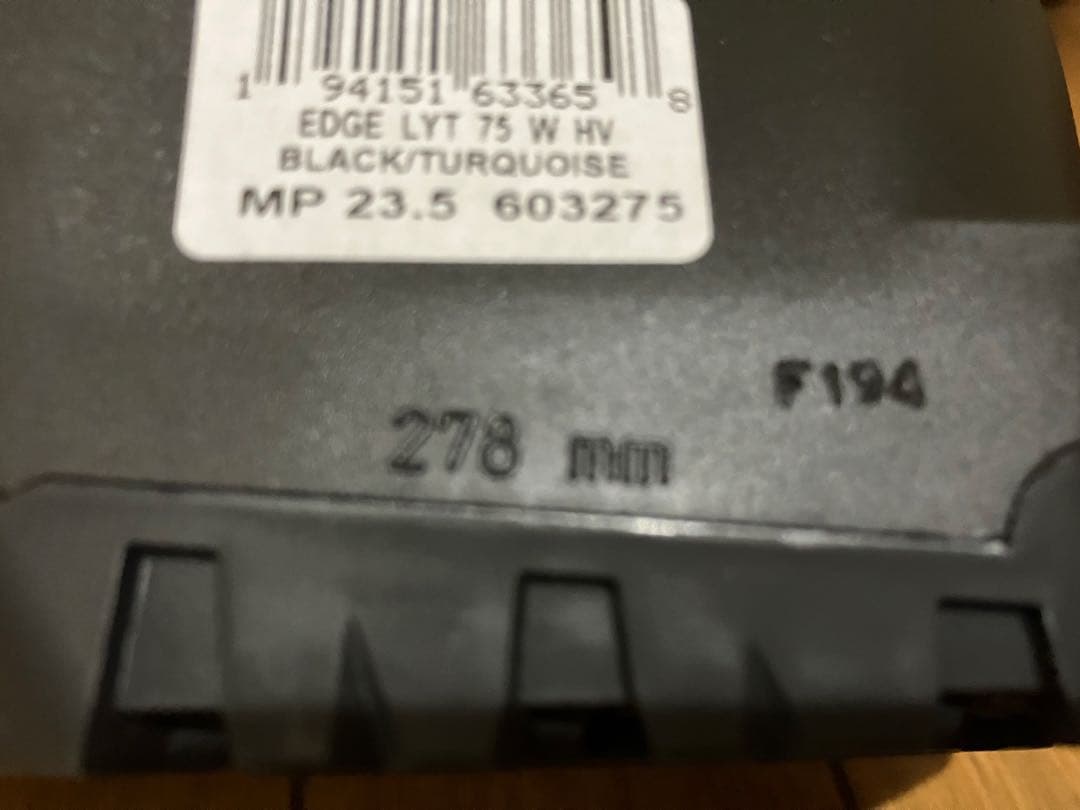 1 94151 63365 8
EDGE LYT 75 W HV
BLACK/TURQUOISE
MP 23.5 603275
F194
278 mm